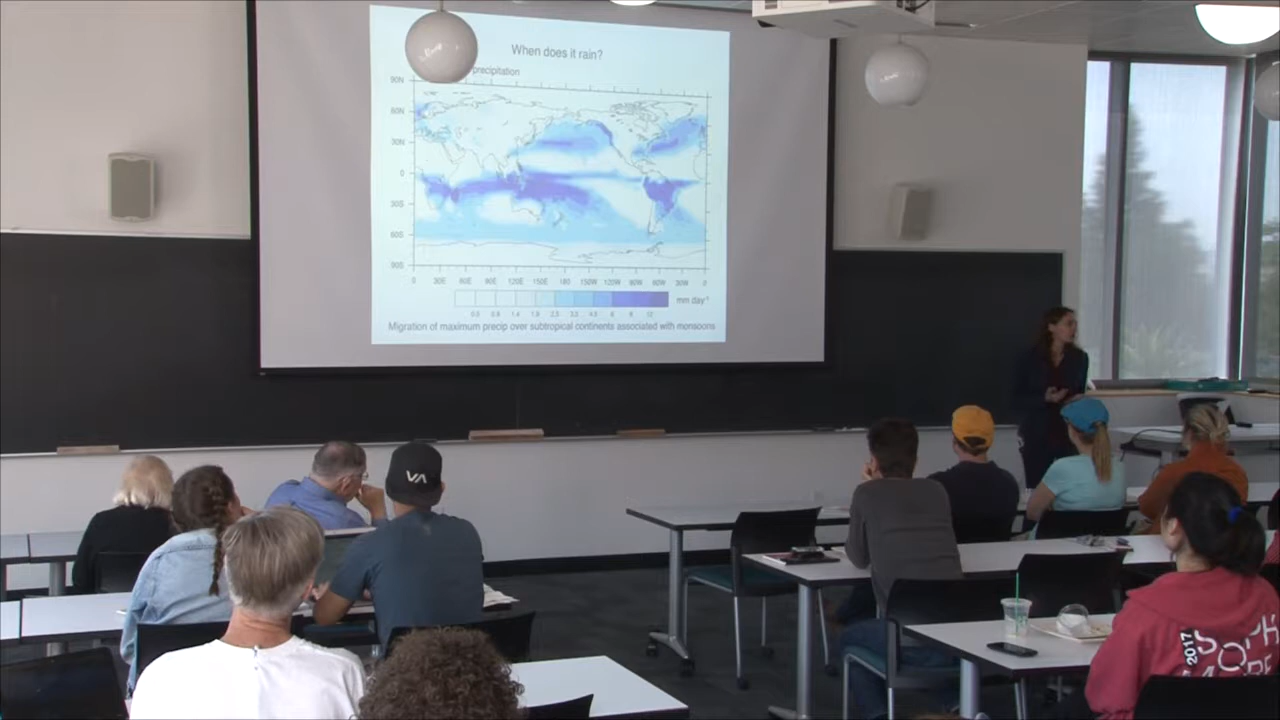 When does it rain?
precipitation
90N
60N
30N
0
30S
60S
90S
0 30E 60E 90E 120E 150E 180 150W 120W 90W 60W 30W 0
mm day⁻¹
Migration of maximum precip over subtropical continents associated with monsoons
VA
2017
SOPH
MORE